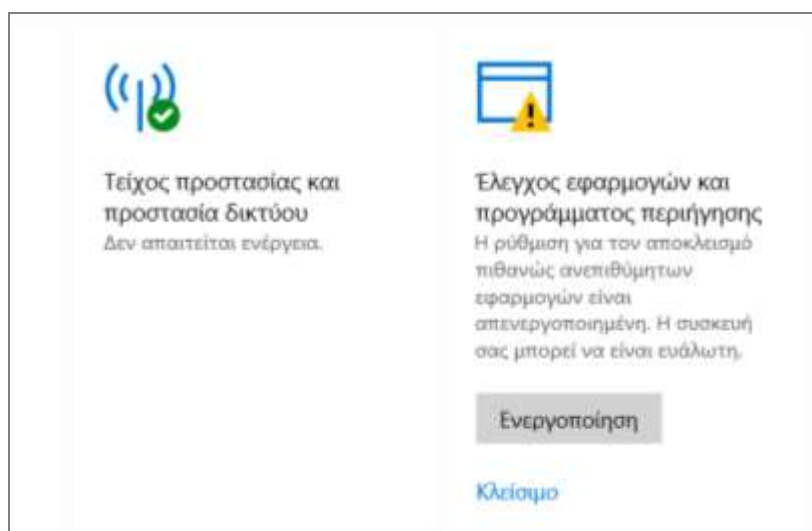 Τείχος προστασίας και
προστασία δικτύου
Δεν απαιτείται ενέργεια.
Έλεγχος εφαρμογών και
προγράμματος περιήγησης
Η ρύθμιση για τον αποκλεισμό
πιθανώς ανεπιθύμητων
εφαρμογών είναι
απενεργοποιημένη. Η συσκευή
σας μπορεί να είναι ευάλωτη.
Ενεργοποίηση
Κλείσιμο